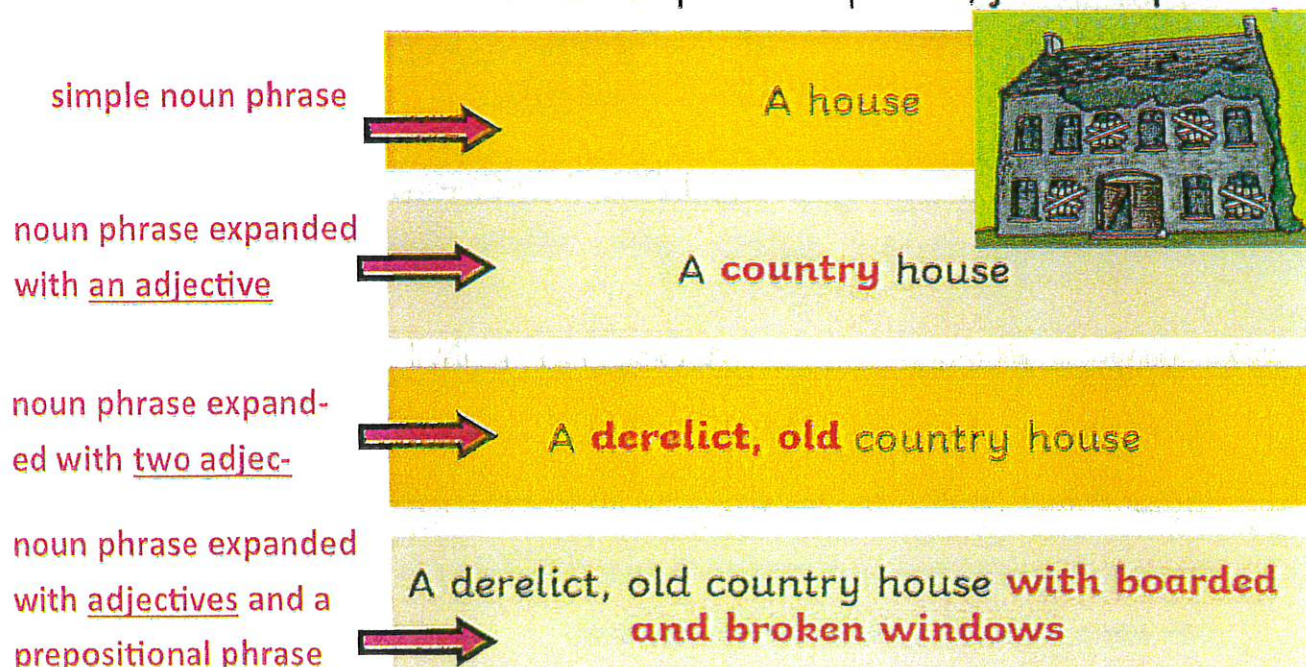 simple noun phrase
A house
noun phrase expanded
with an adjective
A country house
noun phrase expand-
ed with two adjec-
A derelict, old country house
noun phrase expanded
with adjectives and a
prepositional phrase
A derelict, old country house with boarded
and broken windows